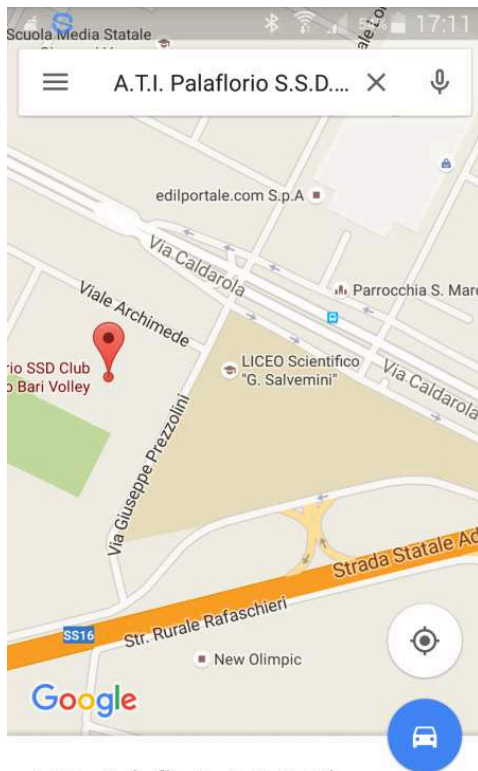 Scuola Media Statale
17:11
A.T.I. Palaflorio S.S.D....
edilportale.com S.p.A
Via Caldarola
Parrocchia S. Mar
Viale Archimede
rio SSD Club
o Bari Volley
LICEO Scientifico
"G. Salvemini"
Via Caldarola
Via Giuseppe Prezzolini
Strada Statale Ad
SS16
Str. Rurale Rafaschieri
New Olimpic
Google